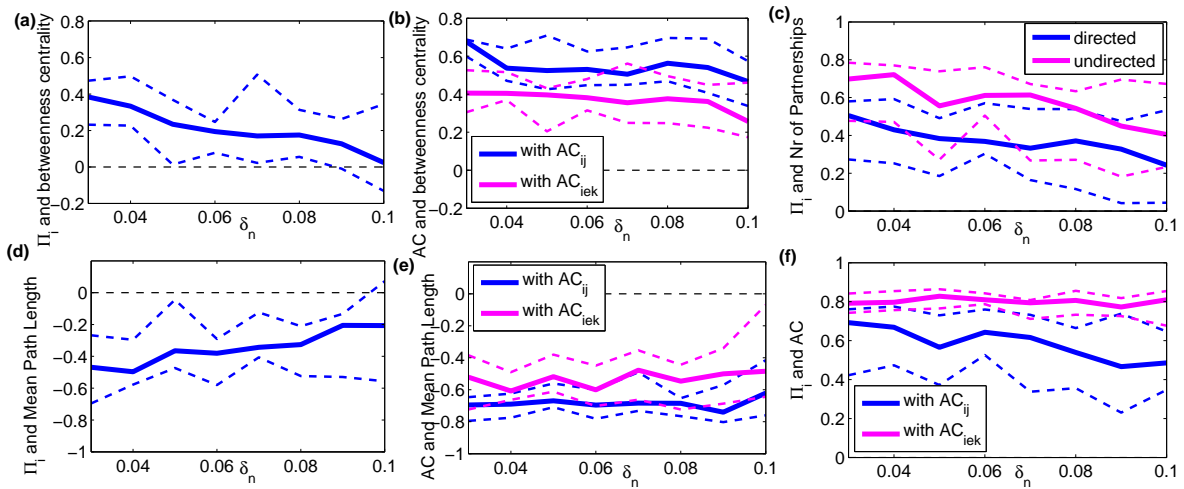 (a)
Π_i and betweenness centrality
0.8
0.6
0.4
0.2
0
−0.2
0.04
0.06
0.08
0.1
δ_n
(b)
AC and betweenness centrality
0.8
0.6
0.4
0.2
0
−0.2
with AC_ij
with AC_iek
0.04
0.06
0.08
0.1
δ_n
(c)
Π_i and Nr of Partnerships
1
0.8
0.6
0.4
0.2
0
directed
undirected
0.04
0.06
0.08
0.1
δ_n
(d)
Π_i and Mean Path Length
0
−0.2
−0.4
−0.6
−0.8
−1
0.04
0.06
0.08
0.1
δ_n
(e)
AC and Mean Path Length
0
−0.2
−0.4
−0.6
−0.8
−1
with AC_ij
with AC_iek
0.04
0.06
0.08
0.1
δ_n
(f)
Π_i and AC
1
0.8
0.6
0.4
0.2
0
with AC_ij
with AC_iek
0.04
0.06
0.08
0.1
δ_n